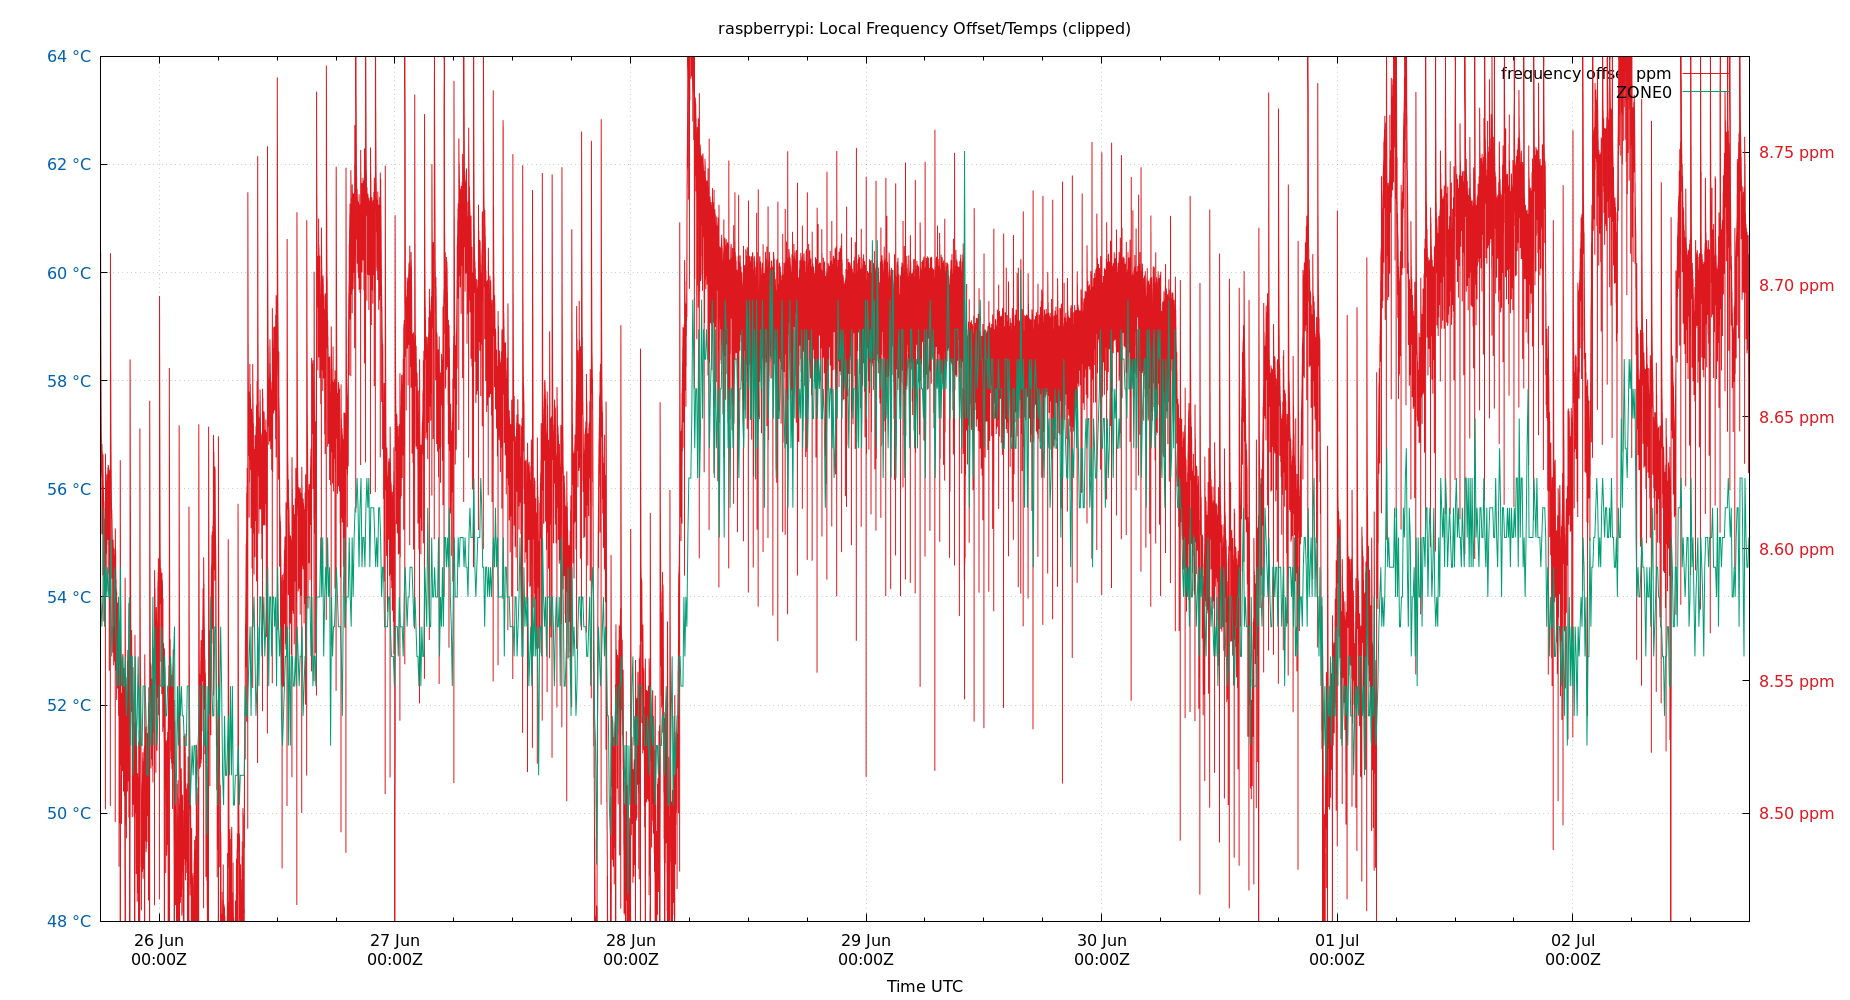 raspberrypi: Local Frequency Offset/Temps (clipped)
64 °C
62 °C
60 °C
58 °C
56 °C
54 °C
52 °C
50 °C
48 °C
frequency offset ppm
ZONE0
8.75 ppm
8.70 ppm
8.65 ppm
8.60 ppm
8.55 ppm
8.50 ppm
26 Jun
00:00Z
27 Jun
00:00Z
28 Jun
00:00Z
29 Jun
00:00Z
30 Jun
00:00Z
01 Jul
00:00Z
02 Jul
00:00Z
Time UTC